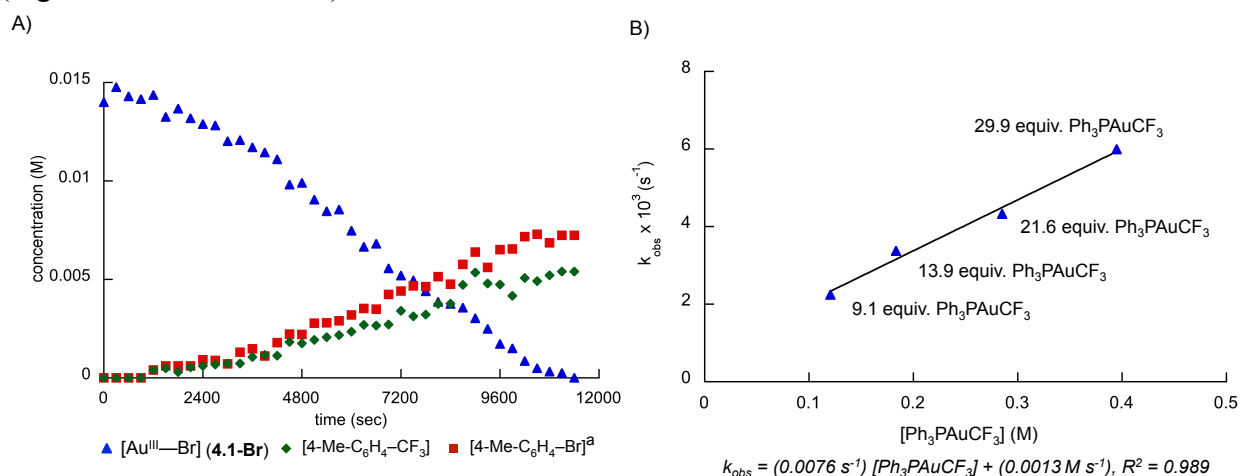 A)
0.015
0.01
0.005
0
concentration (M)
0
2400
4800
7200
9600
12000
time (sec)
[Au^III—Br] (4.1-Br) [4-Me-C₆H₄–CF₃] [4-Me-C₆H₄–Br]^a
B)
8
6
4
2
0
k_obs x 10³ (s⁻¹)
29.9 equiv. Ph₃PAuCF₃
21.6 equiv. Ph₃PAuCF₃
13.9 equiv. Ph₃PAuCF₃
9.1 equiv. Ph₃PAuCF₃
0
0.1
0.2
0.3
0.4
0.5
[Ph₃PAuCF₃] (M)
k_obs = (0.0076 s⁻¹) [Ph₃PAuCF₃] + (0.0013 M s⁻¹), R² = 0.989